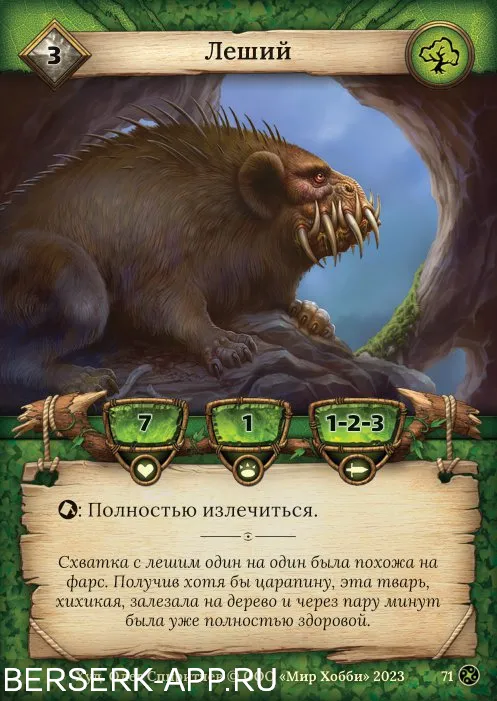 3
Леший
7
1
1-2-3
: Полностью излечиться.
Схватка с лешим один на один была похожа на
фарс. Получив хотя бы царапину, эта тварь,
хихикая, залезала на дерево и через пару минут
была уже полностью здоровой.
© ООО «Мир Хобби» 2023
71
BERSERK-APP.RU